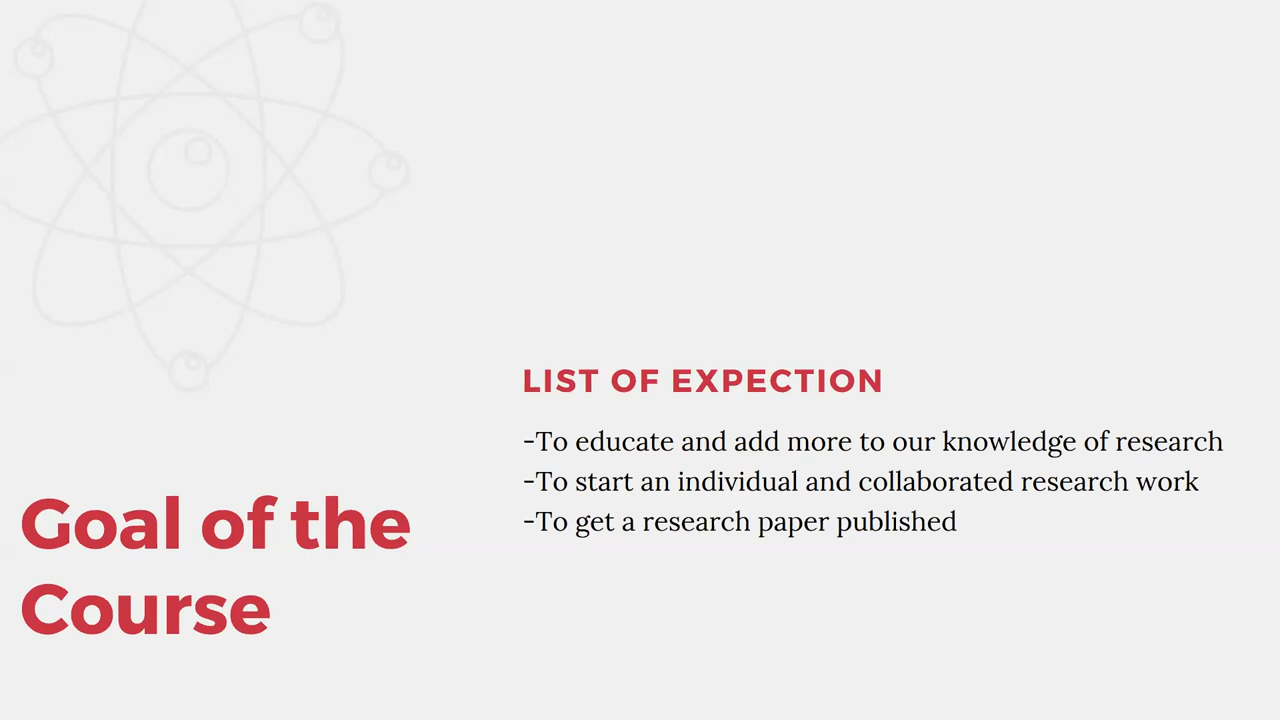 Goal of the
Course
LIST OF EXPECTION
-To educate and add more to our knowledge of research
-To start an individual and collaborated research work
-To get a research paper published